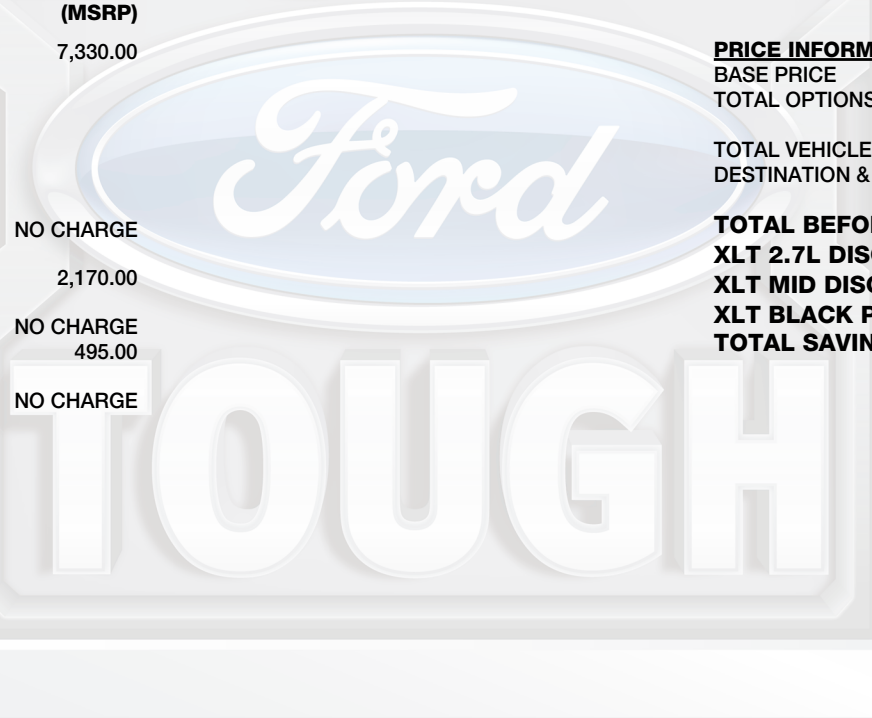 (MSRP)
7,330.00
NO CHARGE
2,170.00
NO CHARGE
495.00
NO CHARGE
PRICE INFORM
BASE PRICE
TOTAL OPTIONS
TOTAL VEHICLE
DESTINATION &
TOTAL BEFO
XLT 2.7L DIS
XLT MID DISC
XLT BLACK P
TOTAL SAVIN
Ford
TOUGH